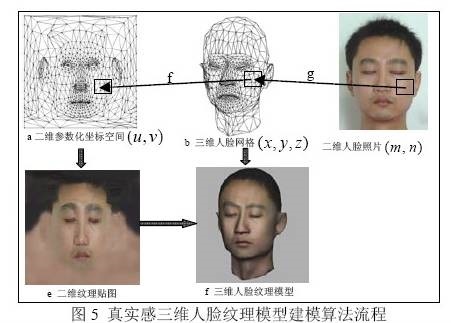 f
g
a 二维参数化坐标空间 (u, v)
b 三维人脸网格 (x, y, z)
二维人脸照片 (m, n)
e 二维纹理贴图
f 三维人脸纹理模型
图 5 真实感三维人脸纹理模型建模算法流程